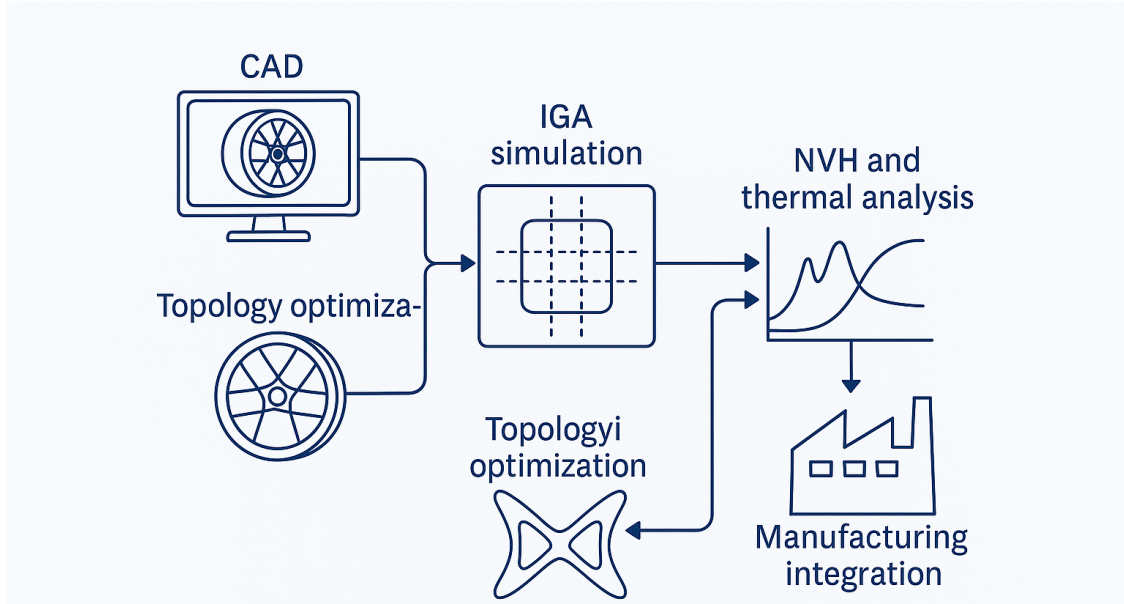 CAD
IGA
simulation
NVH and
thermal analysis
Topology optimiza-
Topologyi
optimization
Manufacturing
integration